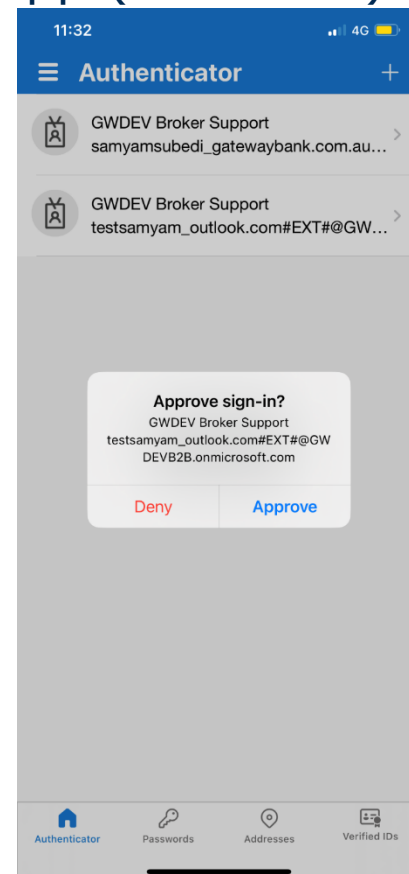 11:32
4G
Authenticator
GWDEV Broker Support
samyamsubedi_gatewaybank.com.au...
GWDEV Broker Support
testsamyam_outlook.com#EXT#@GW...
Approve sign-in?
GWDEV Broker Support
testsamyam_outlook.com#EXT#@GW
DEVB2B.onmicrosoft.com
Deny
Approve
Authenticator
Passwords
Addresses
Verified IDs